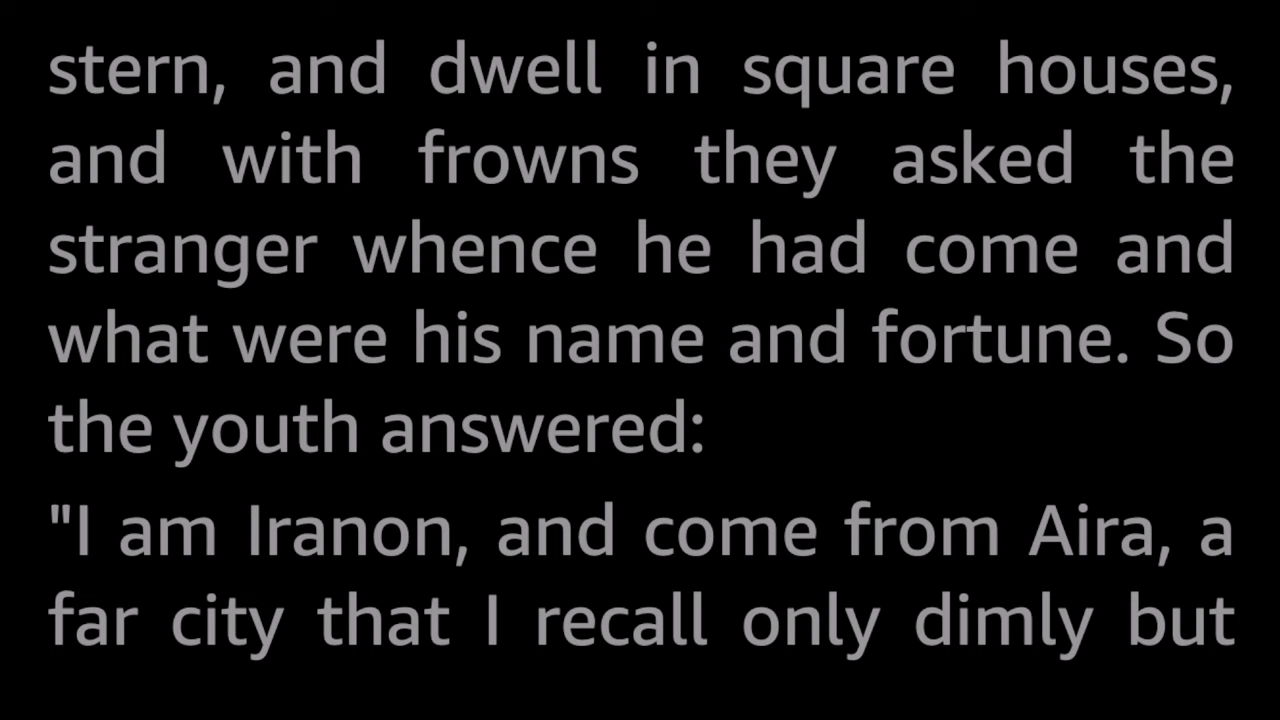 stern, and dwell in square houses,
and with frowns they asked the
stranger whence he had come and
what were his name and fortune. So
the youth answered:
"I am Iranon, and come from Aira, a
far city that I recall only dimly but